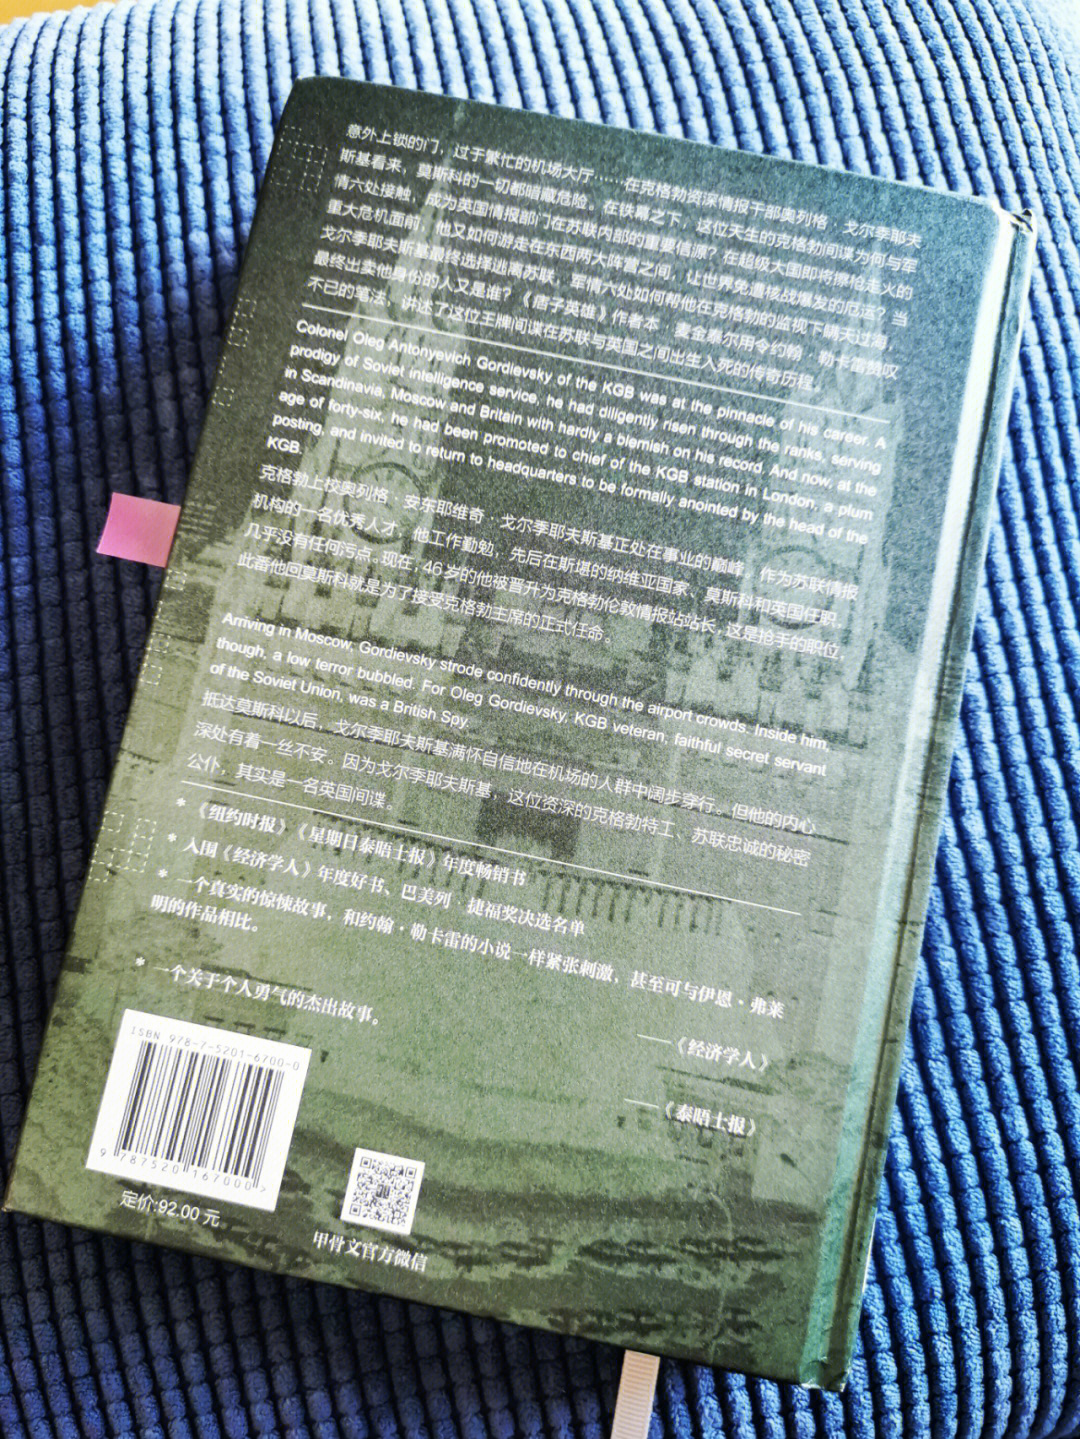 意外上锁的门，过于繁忙的机场大厅……在克格勃资深情报干部奥列格·戈尔季耶夫
斯基看来，莫斯科的一切都暗藏危险。在铁幕之下，这位天生的克格勃间谍为何与军
情六处接触，成为英国情报部门在苏联内部的重要信源？在超级大国即将擦枪走火的
重大危机面前，他又如何游走在东西两大阵营之间，让世界免遭核战爆发的厄运？当
戈尔季耶夫斯基最终选择逃离苏联，军情六处如何帮他在克格勃的监视下瞒天过海，
最终出卖他身份的人又是谁？《痞子英雄》作者本·麦金泰尔用令约翰·勒卡雷赞叹
不已的笔法，讲述了这位王牌间谍在苏联与英国之间出生入死的传奇历程。
Colonel Oleg Antonyevich Gordievsky of the KGB was at the pinnacle of his career. A
prodigy of Soviet intelligence service, he had diligently risen through the ranks, serving
in Scandinavia, Moscow and Britain with hardly a blemish on his record. And now, at the
age of forty-six, he had been promoted to chief of the KGB station in London, a plum
posting, and invited to return to headquarters to be formally anointed by the head of the
KGB.
克格勃上校奥列格·安东耶维奇·戈尔季耶夫斯基正处在事业的巅峰。作为苏联情报
机构的一名优秀人才，他工作勤勉，先后在斯堪的纳维亚国家、莫斯科和英国任职，
几乎没有任何污点。现在，46岁的他被晋升为克格勃伦敦情报站站长，这是抢手的职位，
此番他回莫斯科就是为了接受克格勃主席的正式任命。
Arriving in Moscow, Gordievsky strode confidently through the airport crowds. Inside him,
though, a low terror bubbled. For Oleg Gordievsky, KGB veteran, faithful secret servant
of the Soviet Union, was a British Spy.
抵达莫斯科以后，戈尔季耶夫斯基满怀自信地在机场的人群中阔步穿行。但他的内心
深处有着一丝不安。因为戈尔季耶夫斯基，这位资深的克格勃特工、苏联忠诚的秘密
公仆，其实是一名英国间谍。
* 《纽约时报》《星期日泰晤士报》年度畅销书
* 入围《经济学人》年度好书、巴美列·捷福奖决选名单
* 一个真实的惊悚故事，和约翰·勒卡雷的小说一样紧张刺激，甚至可与伊恩·弗莱
明的作品相比。
——《经济学人》
* 一个关于个人勇气的杰出故事。
——《泰晤士报》
ISBN 978-7-5201-6700-0
9 787520 167000 >
定价:92.00 元
甲骨文官方微信